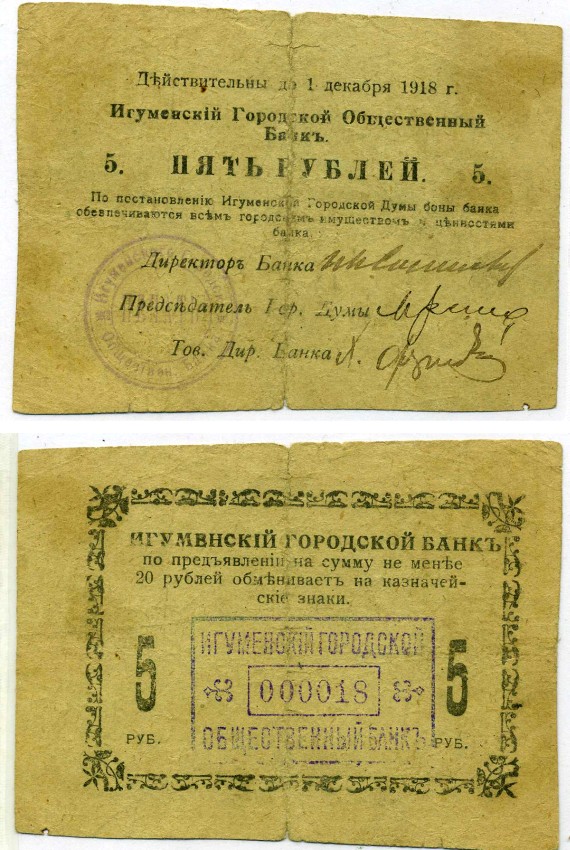 Дѣйствительны до 1 декабря 1918 г.
Игуменскій Городской Общественный
Банкъ.
5. ПЯТЬ РУБЛЕЙ. 5.
По постановленію Игуменской Городской Думы боны банка
обезпечиваются всѣмъ городскимъ имуществомъ и цѣнностями
банка.
Директоръ Банка
Предсѣдатель Гор. Думы
Тов. Дир. Банка
Общественный
ИГУМЕНСКІЙ ГОРОДСКОЙ БАНКЪ
по предъявленіи на сумму не менѣе
20 рублей обмѣниваетъ на казначей-
скіе знаки.
ИГУМЕНСКІЙ ГОРОДСКОЙ
5 000018 5
РУБ. ОБЩЕСТВЕННЫЙ БАНКЪ РУБ.